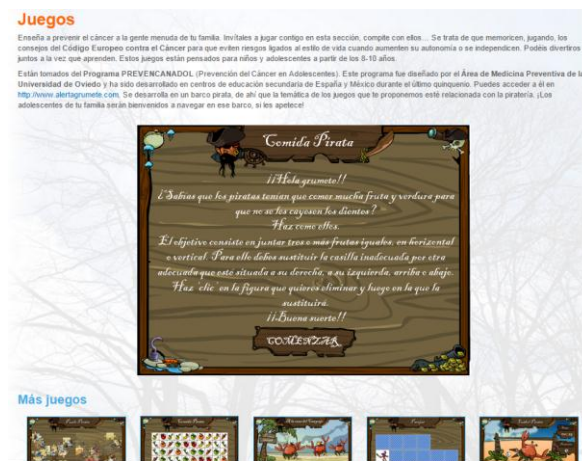 Juegos
Enseña a prevenir el cáncer a la gente menuda de tu familia. Invítales a jugar contigo en esta sección, compite con ellos... Se trata de que memoricen, jugando, los
consejos del Código Europeo contra el Cáncer para que eviten riesgos ligados al estilo de vida cuando aumenten su autonomía o se independicen. Podéis divertiros
juntos a la vez que aprenden. Estos juegos están pensados para niños y adolescentes a partir de los 8-10 años.
Están tomados del Programa PREVENCANADOL (Prevención del Cáncer en Adolescentes). Este programa fue diseñado por el Área de Medicina Preventiva de la
Universidad de Oviedo y ha sido desarrollado en centros de educación secundaria de España y México durante el último quinquenio. Puedes acceder a él en
http://www.alertagrumete.com. Se desarrolla en un barco pirata, de ahí que la temática de los juegos que te proponemos esté relacionada con la piratería. ¡Los
adolescentes de tu familia serán bienvenidos a navegar en ese barco, si les apetece!
Comida Pirata
¡¡Hola grumete!!
¿Sabías que los piratas tenían que comer mucha fruta y verdura para
que no se les cayesen los dientes?
Haz como ellos.
El objetivo consiste en juntar tres o más frutas iguales, en horizontal
o vertical. Para ello debes sustituir la casilla inadecuada por otra
adecuada que esté situada a su derecha, a su izquierda, arriba o abajo.
Haz 'clic' en la figura que quieres eliminar y luego en la que la
sustituirá.
¡¡Buena suerte!!
COMENZAR
Más juegos